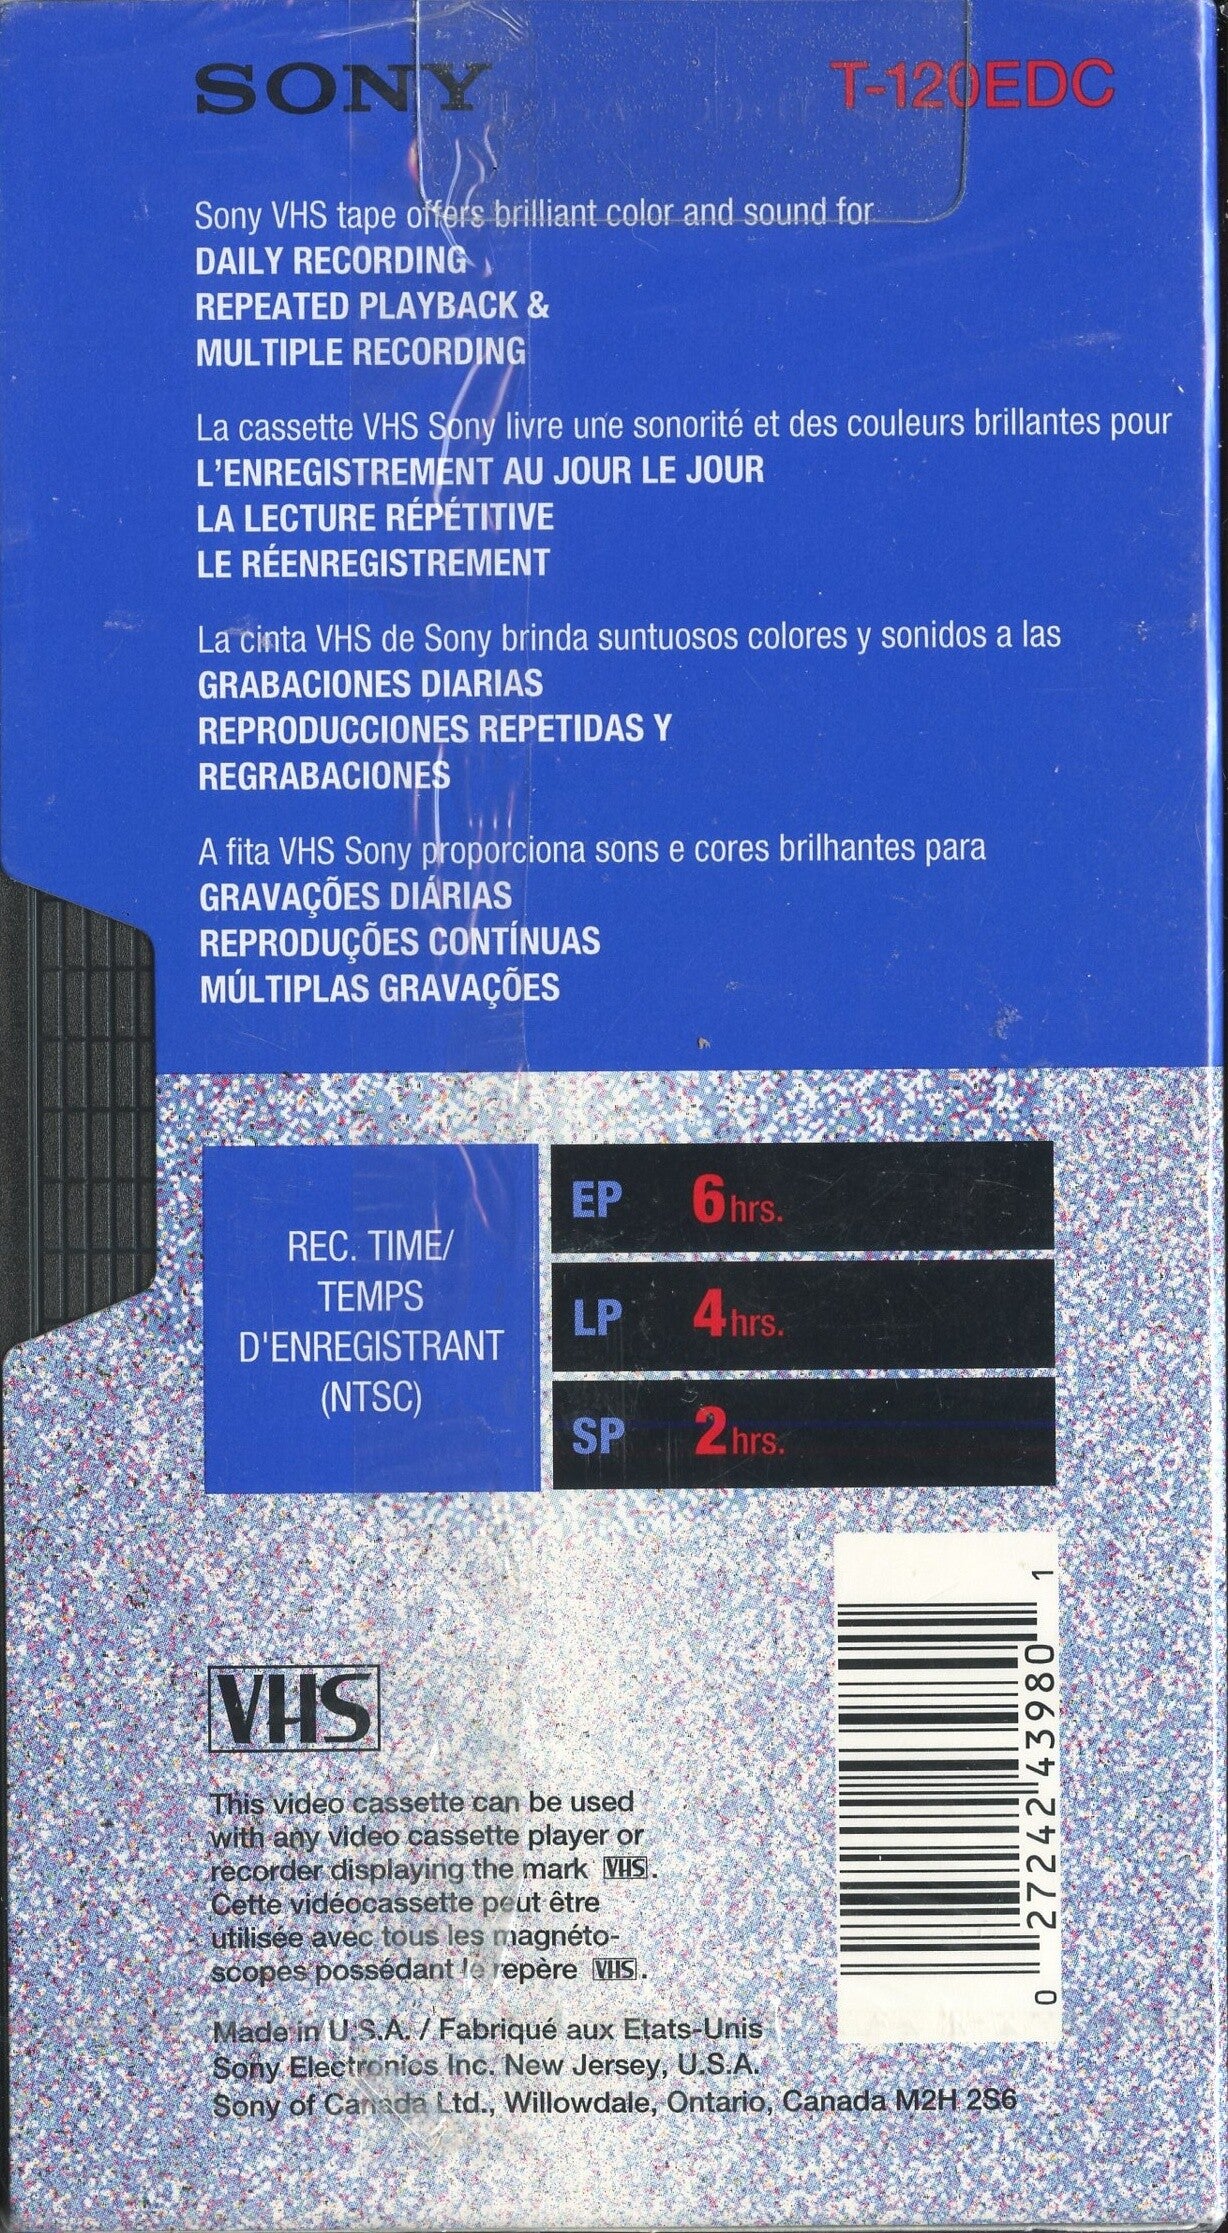 SONY T-120EDC
Sony VHS tape offers brilliant color and sound for
DAILY RECORDING
REPEATED PLAYBACK &
MULTIPLE RECORDING
La cassette VHS Sony livre une sonorité et des couleurs brillantes pour
L'ENREGISTREMENT AU JOUR LE JOUR
LA LECTURE RÉPÉTITIVE
LE RÉENREGISTREMENT
La cinta VHS de Sony brinda suntuosos colores y sonidos a las
GRABACIONES DIARIAS
REPRODUCCIONES REPETIDAS Y
REGRABACIONES
A fita VHS Sony proporciona sons e cores brilhantes para
GRAVAÇÕES DIÁRIAS
REPRODUÇÕES CONTÍNUAS
MÚLTIPLAS GRAVAÇÕES
REC. TIME/
TEMPS
D'ENREGISTRANT
(NTSC)
EP 6 hrs.
LP 4 hrs.
SP 2 hrs.
VHS
This video cassette can be used
with any video cassette player or
recorder displaying the mark VHS.
Cette vidéocassette peut être
utilisée avec tous les magnéto-
scopes possédant le repère VHS.
Made in U.S.A. / Fabriqué aux Etats-Unis
Sony Electronics Inc. New Jersey, U.S.A.
Sony of Canada Ltd., Willowdale, Ontario, Canada M2H 2S6
0 27242 43980 1